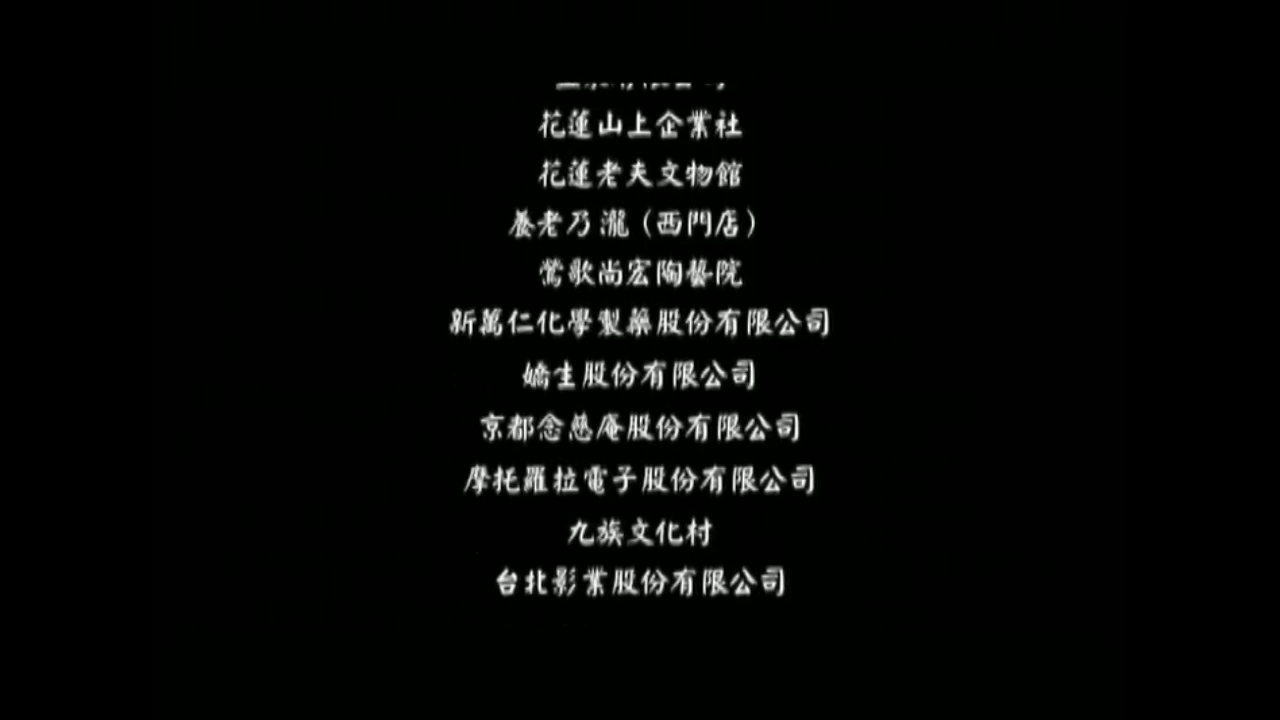 花蓮山上企業社
花蓮老夫文物館
養老乃瀧（西門店）
鶯歌尚宏陶藝院
新萬仁化學製藥股份有限公司
嬌生股份有限公司
京都念慈庵股份有限公司
摩托羅拉電子股份有限公司
九族文化村
台北影業股份有限公司